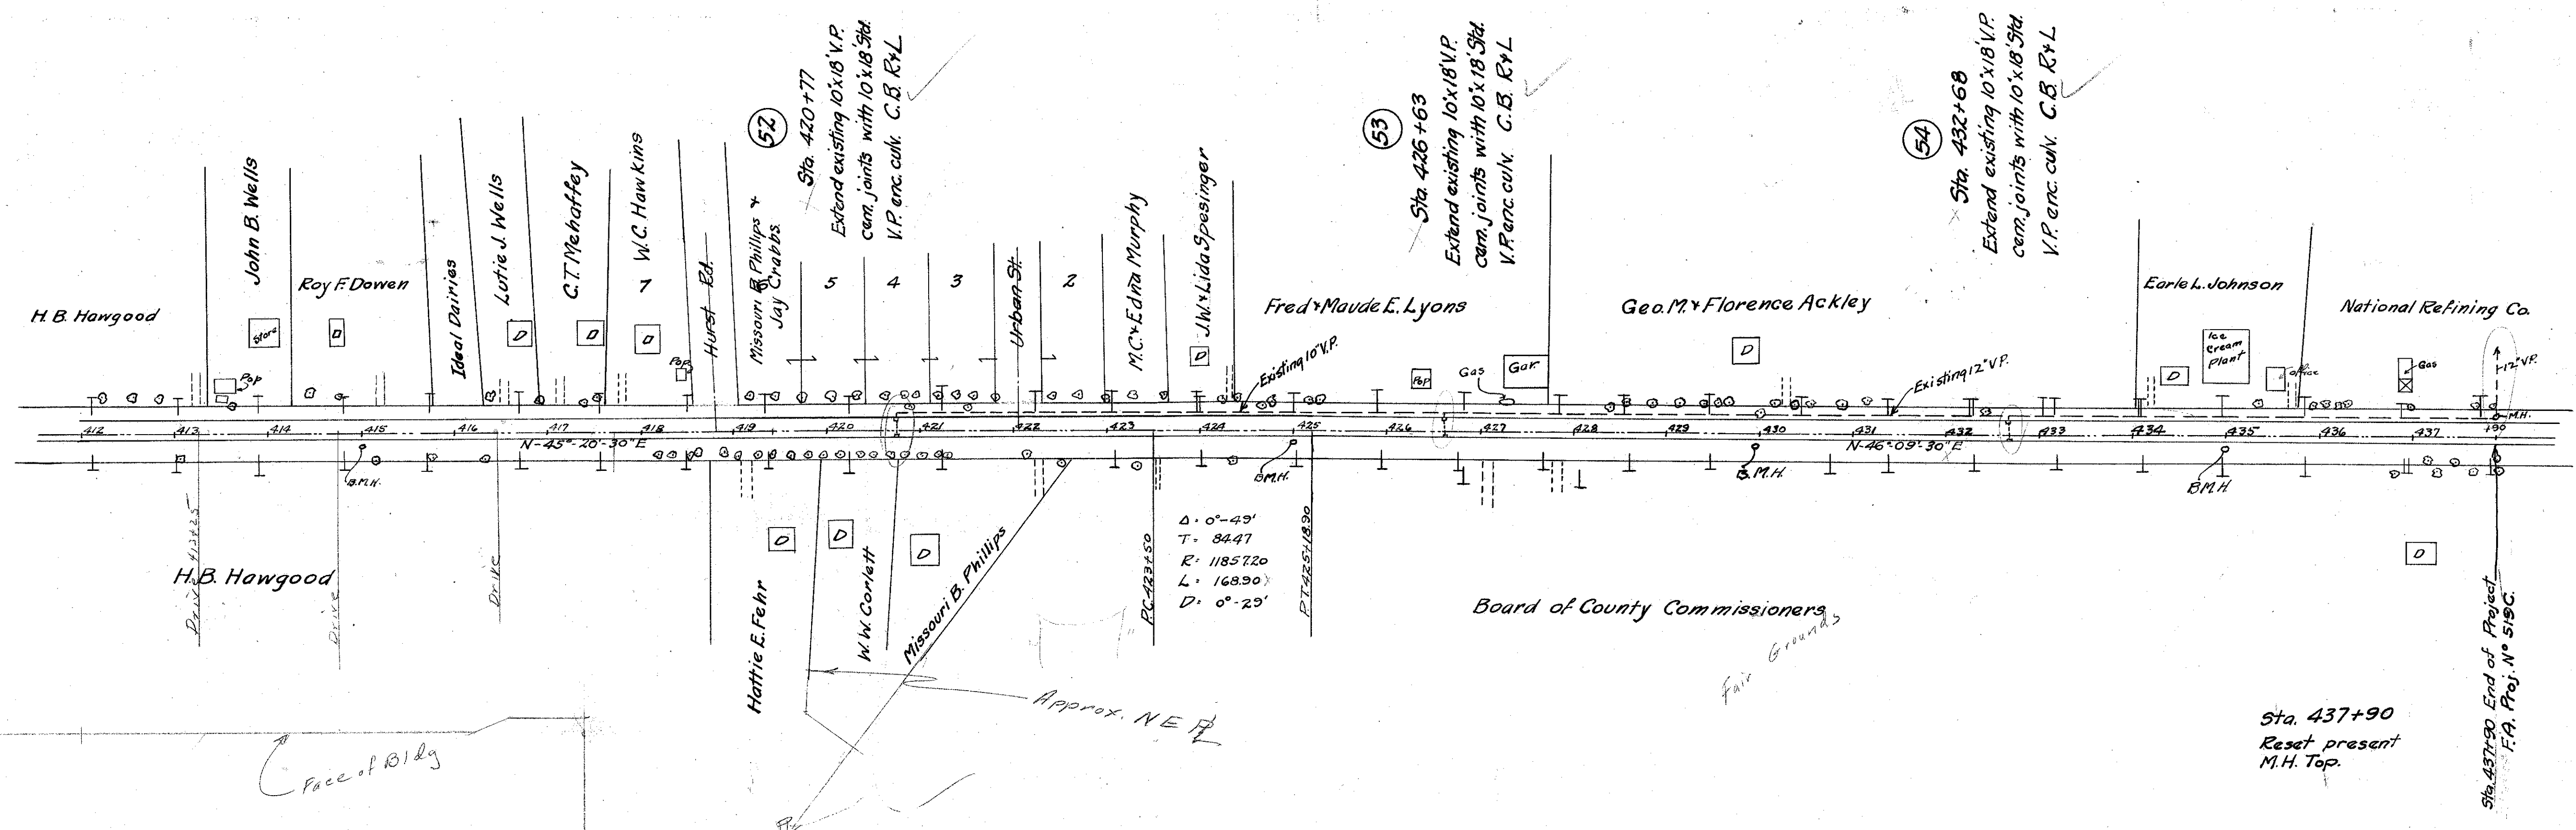 52
Sta. 420+77
Extend existing 10"x18' V.P.
cem. joints with 10"x18' Std.
V.P. enc. culv. C.B. R&L
53
Sta. 426+63
Extend existing 10"x18' V.P.
cem. joints with 10"x18' Std.
V.P. enc. culv. C.B. R&L
54
Sta. 432+68
Extend existing 10"x18' V.P.
cem. joints with 10"x18' Std.
V.P. enc. culv. C.B. R&L
H.B. Hawgood
John B. Wells
Roy F. Dowen
Ideal Dairies
Lutie J. Wells
C.T. Mehaffey
7 W.C. Hawkins
Hurst Rd.
Missouri B. Phillips &
Jay Crabbs
5
4
3
Urban St.
2
M.C. & Edna Murphy
J.W. & Lida Spesinger
Fred & Maude E. Lyons
Geo. M. & Florence Ackley
Earle L. Johnson
National Refining Co.
Store
D
D
D
D
Pop
Pop
D
Existing 10" V.P.
Pop
Gas
Gar.
D
Existing 12" V.P.
D
Ice
Cream
Plant
Office
Gas
12" V.P.
M.H.
412 413 414 415 416 417 418 419 420 421 422 423 424 425 426 427 428 429 430 431 432 433 434 435 436 437 +90
N-45°-20'-30"E
N-46°-09'-30"E
B.M.H.
B.M.H.
B.M.H.
B.M.H.
Drive 413+25
H.B. Hawgood
Drive
Drive
D
D
D
Hattie E. Fehr
W.W. Corlett
Missouri B. Phillips
P.C. 423+50
Δ = 0°-49'
T = 84.47
R = 11857.20
L = 168.90
D = 0°-29'
P.T. 425+18.90
Board of County Commissioners
Fair Grounds
D
Approx. N E PL
Face of Bldg
Sta. 437+90
Reset present
M.H. Top.
Sta. 437+90 End of Project
F.A. Proj. Nº 519C.